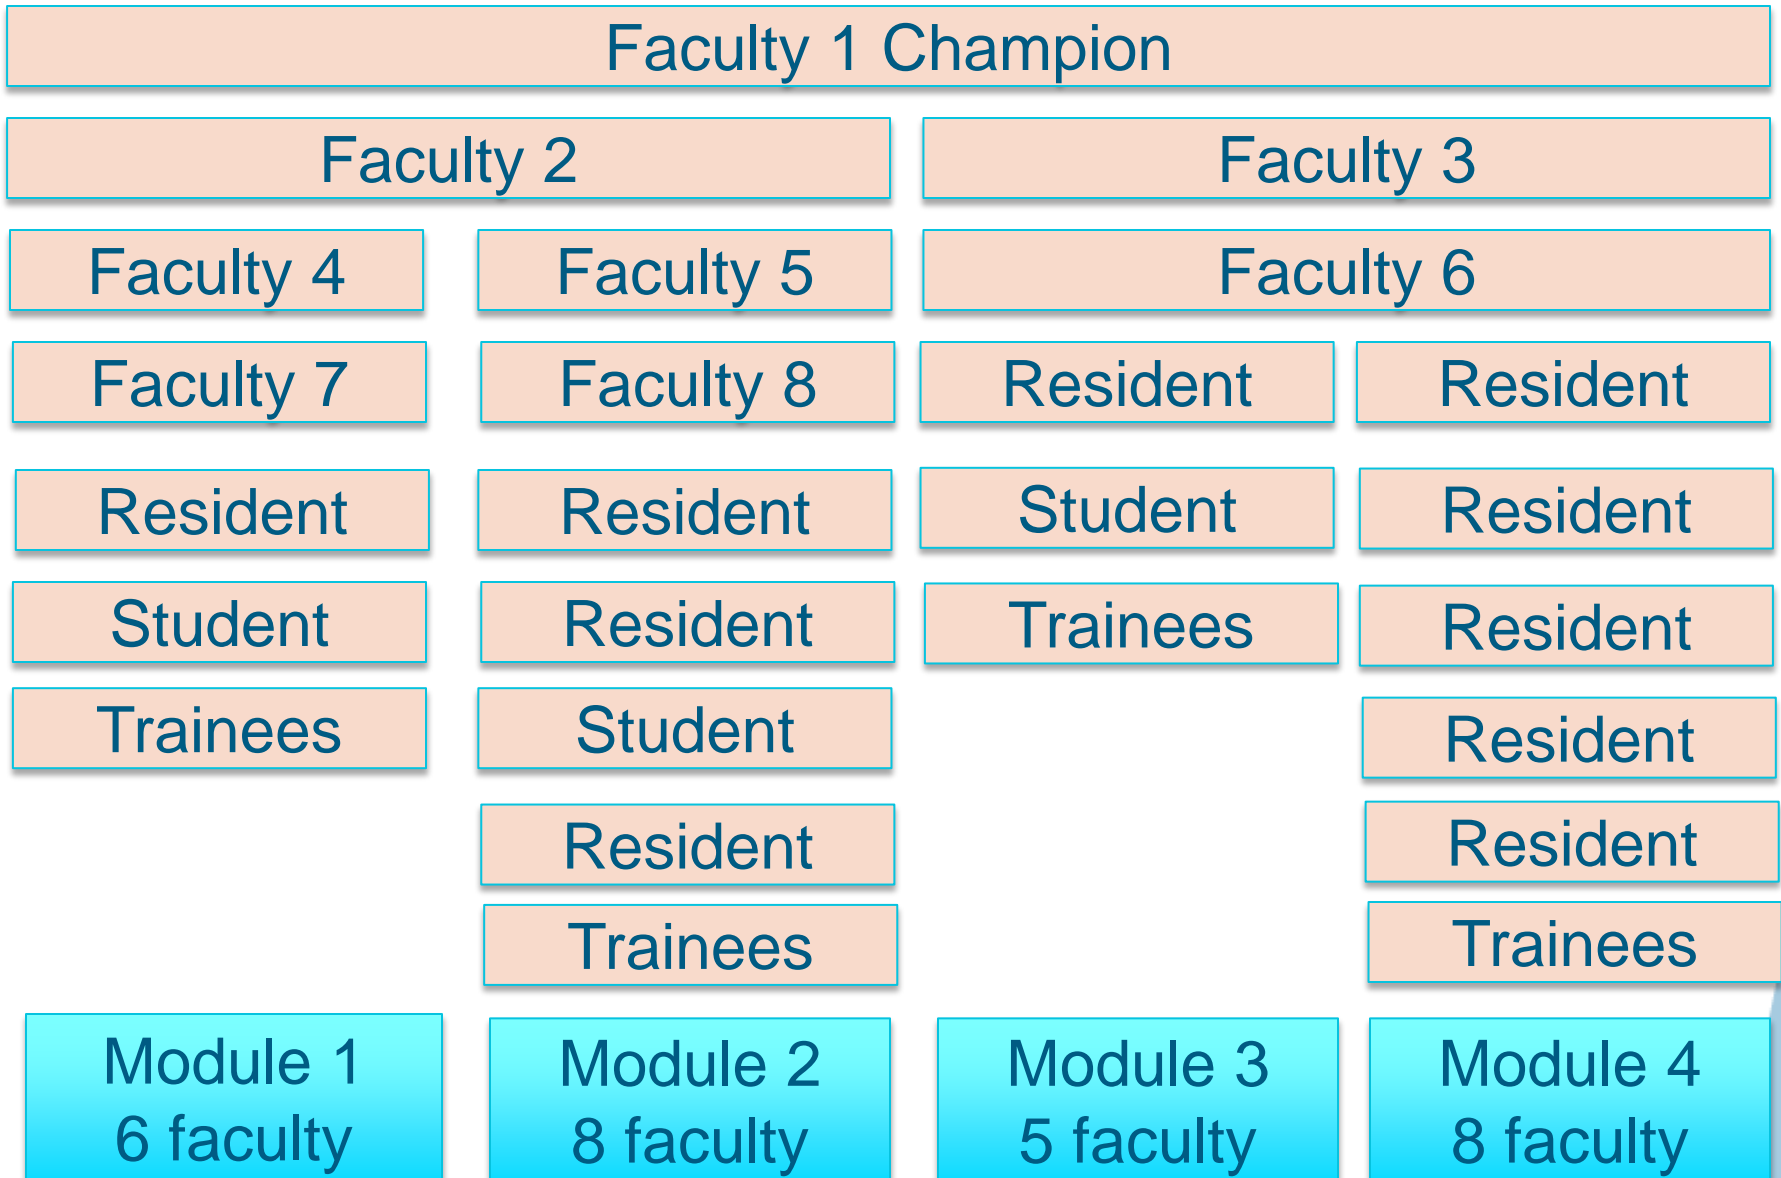 Faculty 1 Champion
Faculty 2
Faculty 3
Faculty 4
Faculty 5
Faculty 6
Faculty 7
Faculty 8
Resident
Resident
Resident
Resident
Student
Resident
Student
Resident
Trainees
Resident
Trainees
Student
Resident
Resident
Resident
Trainees
Trainees
Module 1
6 faculty
Module 2
8 faculty
Module 3
5 faculty
Module 4
8 faculty